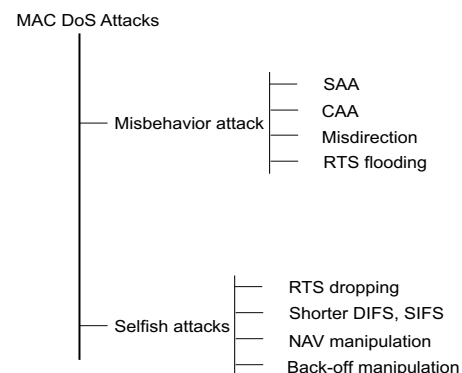 MAC DoS Attacks
Misbehavior attack
SAA
CAA
Misdirection
RTS flooding
Selfish attacks
RTS dropping
Shorter DIFS, SIFS
NAV manipulation
Back-off manipulation